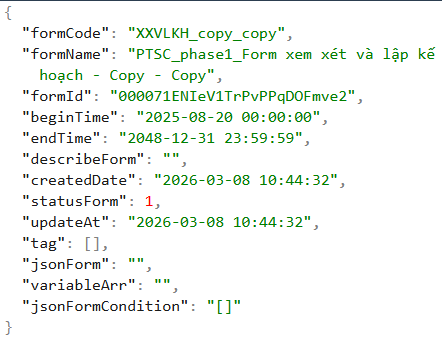 {
"formCode": "XXVLKH_copy_copy",
"formName": "PTSC_phase1_Form xem xét và lập kế
hoạch - Copy - Copy",
"formId": "000071ENIeV1TrPvPPqDOFmve2",
"beginTime": "2025-08-20 00:00:00",
"endTime": "2048-12-31 23:59:59",
"describeForm": "",
"createdDate": "2026-03-08 10:44:32",
"statusForm": 1,
"updateAt": "2026-03-08 10:44:32",
"tag": [],
"jsonForm": "",
"variableArr": "",
"jsonFormCondition": "[]"
}